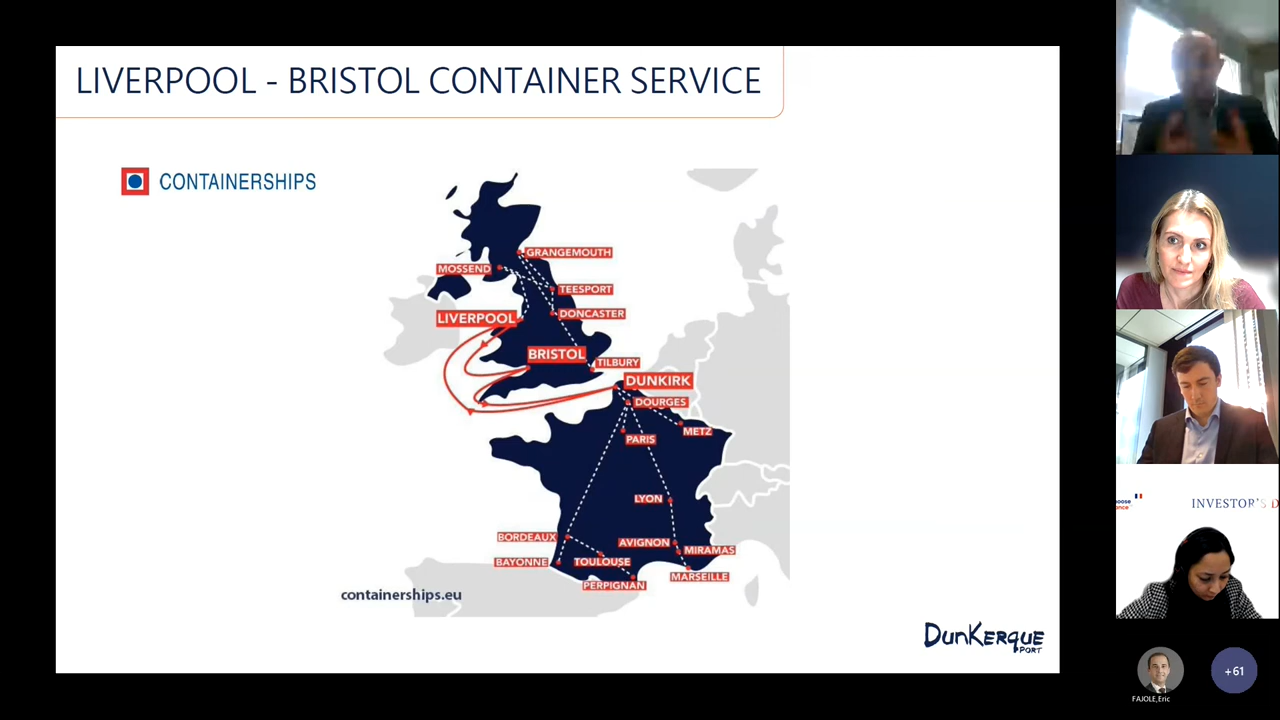 LIVERPOOL - BRISTOL CONTAINER SERVICE
CONTAINERSHIPS
GRANGEMOUTH
MOSSEND
TEESPORT
DONCASTER
LIVERPOOL
BRISTOL
TILBURY
DUNKIRK
DOURGES
METZ
PARIS
LYON
BORDEAUX
AVIGNON
MIRAMAS
BAYONNE
TOULOUSE
MARSEILLE
PERPIGNAN
containerships.eu
DunKerque
PORT
INVESTOR'S D
FAJOLE,Eric
+61